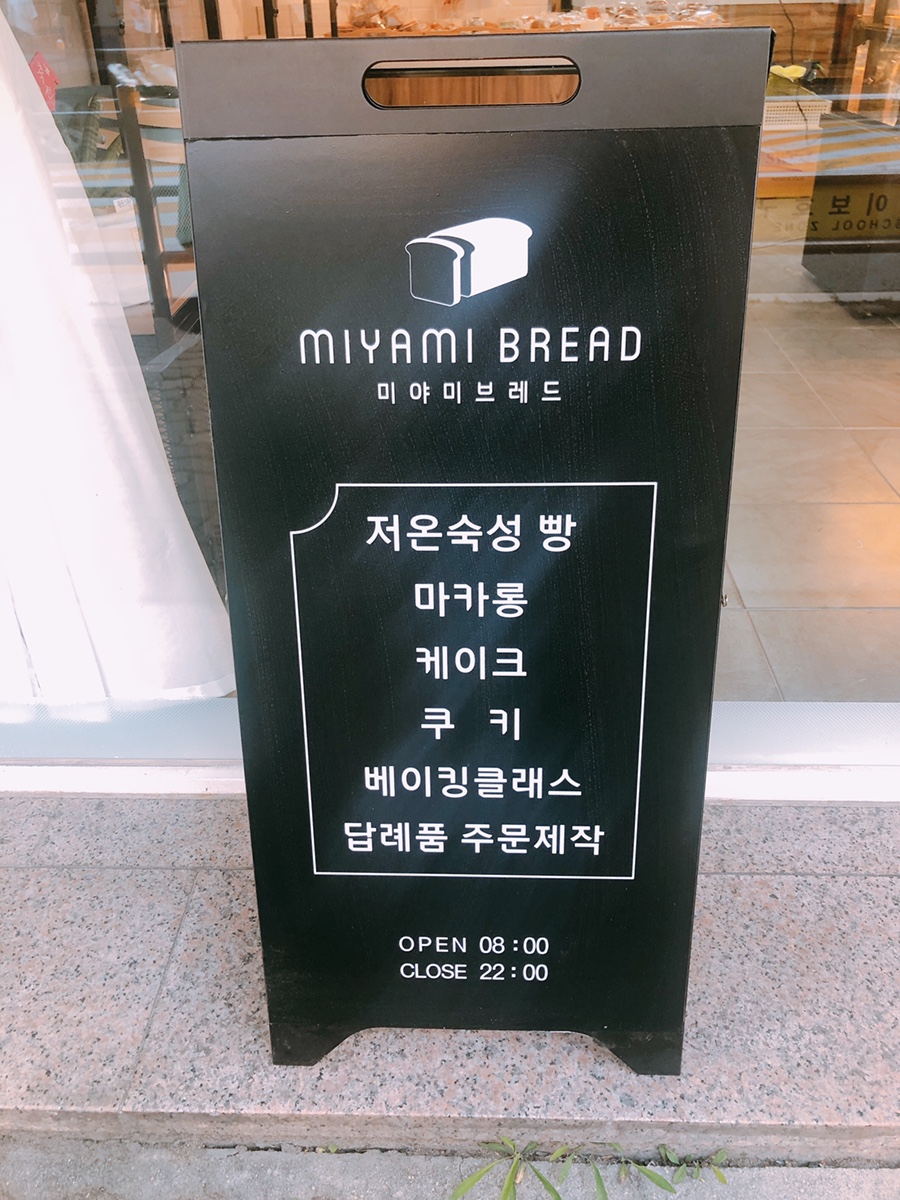 MIYAMI BREAD
미야미브레드
저온숙성 빵
마카롱
케이크
쿠 키
베이킹클래스
답례품 주문제작
OPEN 08:00
CLOSE 22:00
SCHOOL ZONE